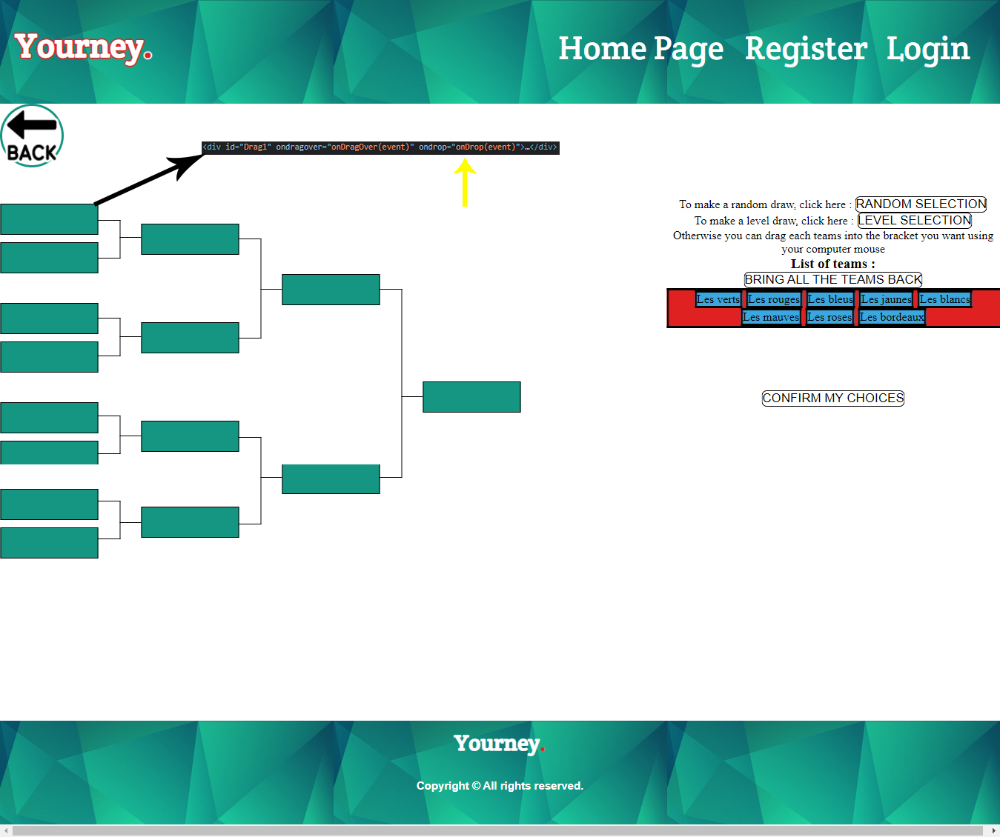 Yourney.
Home Page Register Login
BACK
<div id="Drag1" ondragover="onDragOver(event)" ondrop="onDrop(event)">…</div>
To make a random draw, click here : RANDOM SELECTION
To make a level draw, click here : LEVEL SELECTION
Otherwise you can drag each teams into the bracket you want using
your computer mouse
List of teams :
BRING ALL THE TEAMS BACK
Les verts Les rouges Les bleus Les jaunes Les blancs
Les mauves Les roses Les bordeaux
CONFIRM MY CHOICES
Yourney.
Copyright © All rights reserved.